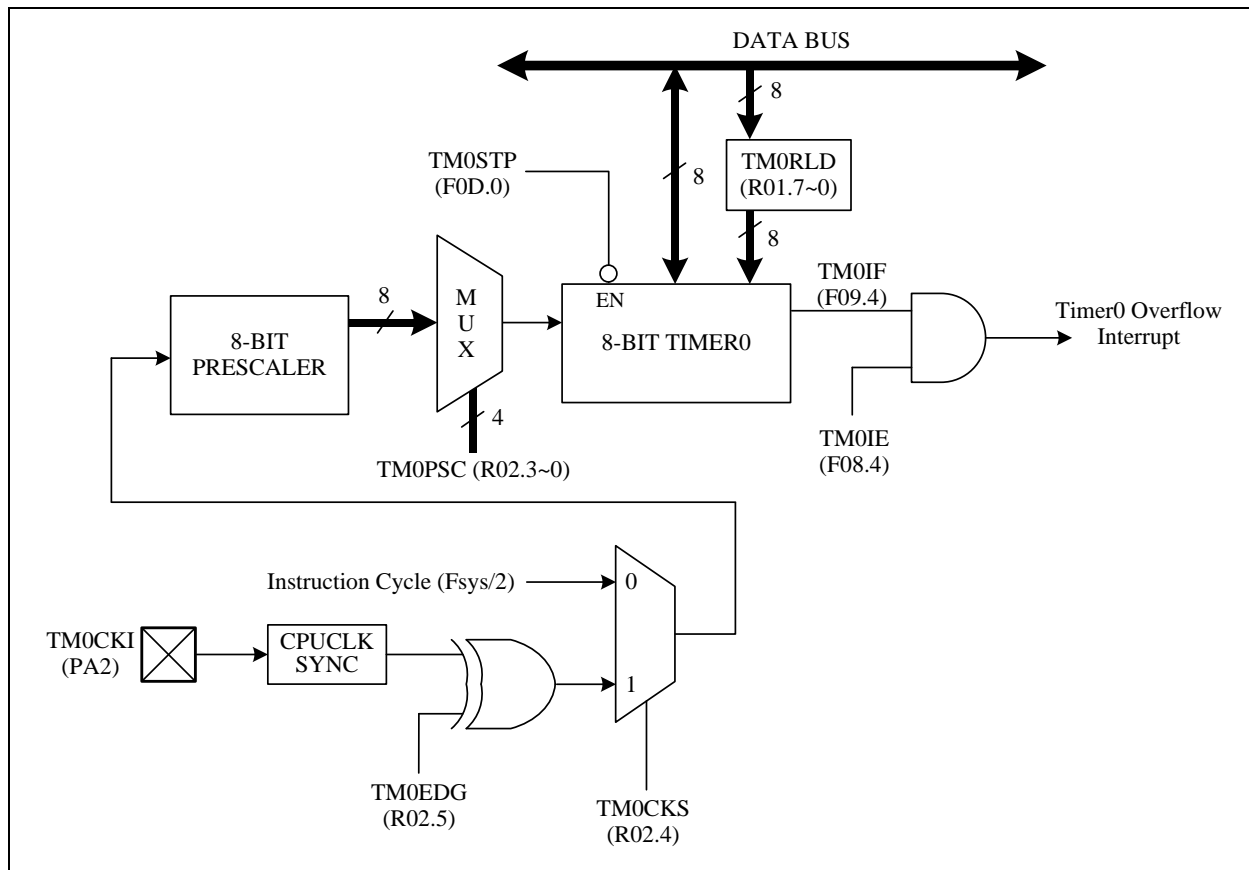 DATA BUS
8
TM0STP
(F0D.0)
8
TM0RLD
(R01.7~0)
8
TM0IF
(F09.4)
8
M
U
X
EN
8-BIT
PRESCALER
8-BIT TIMER0
Timer0 Overflow
Interrupt
4
TM0IE
(F08.4)
TM0PSC (R02.3~0)
Instruction Cycle (Fsys/2)
0
TM0CKI
(PA2)
CPUCLK
SYNC
1
TM0EDG
(R02.5)
TM0CKS
(R02.4)